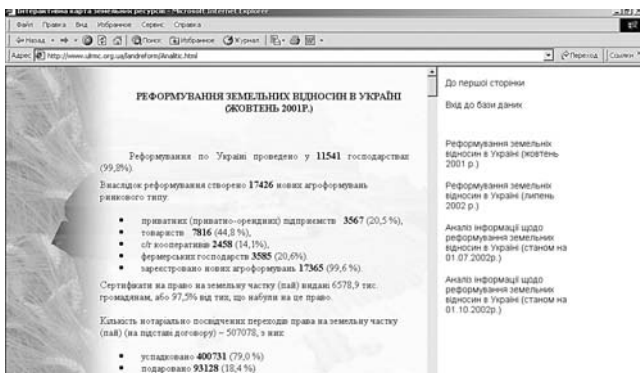 Інтерактивна карта земельних ресурсів - Microsoft Internet Explorer
Файл Правка Вид Избранное Сервис Справка
Назад Поиск Избранное Журнал
Адрес http://www.ulrmc.org.ua/landreform/Analitic.html Переход Ссылки
РЕФОРМУВАННЯ ЗЕМЕЛЬНИХ ВІДНОСИН В УКРАЇНІ
(ЖОВТЕНЬ 2001Р.)
Реформування по Україні проведено у 11541 господарствах
(99,8%).
Внаслідок реформування створено 17426 нових агроформувань
ринкового типу:
• приватних (приватно-орендних) підприємств 3567 (20,5 %),
• товариств 7816 (44,8 %),
• с/г кооперативів 2458 (14,1%),
• фермерських господарств 3585 (20,6%).
• зареєстровано нових агроформувань 17365 (99,6 %).
Сертифікати на право на земельну частку (пай) видані 6578,9 тис.
громадянам, або 97,5% від тих, що набули на це право.
Кількість нотаріально посвідчених переходів права на земельну частку
(пай) (на підставі договору) – 507078, з них:
• успадковано 400731 (79,0 %)
• подаровано 93128 (18,4 %)
До першої сторінки
Вхід до бази даних
Реформування земельних
відносин в Україні (жовтень
2001 р.)
Реформування земельних
відносин в Україні (липень
2002 р.)
Аналіз інформації щодо
реформування земельних
відносин в Україні (станом на
01.07.2002р.)
Аналіз інформації щодо
реформування земельних
відносин в Україні (станом на
01.10.2002р.)